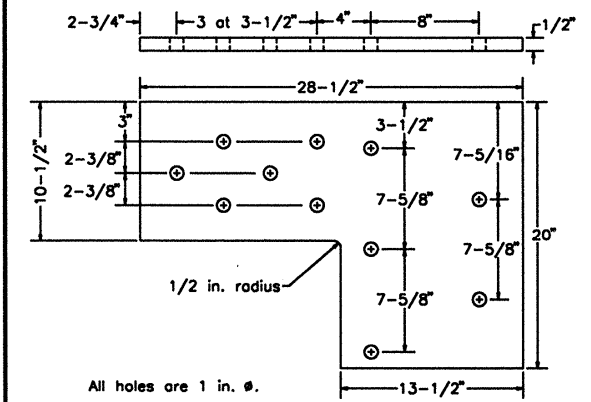 2-3/4" 3 at 3-1/2" 4" 8" 1/2"
28-1/2"
3" 3-1/2"
10-1/2" 2-3/8" 7-5/16"
2-3/8" 7-5/8" 20"
7-5/8"
1/2 in. radius 7-5/8"
All holes are 1 in. ø. 13-1/2"